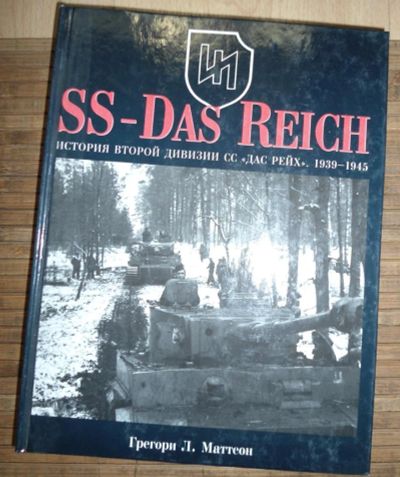 SS-DAS REICH
ИСТОРИЯ ВТОРОЙ ДИВИЗИИ СС «ДАС РЕЙХ». 1939-1945
Грегори Л. Маттсон